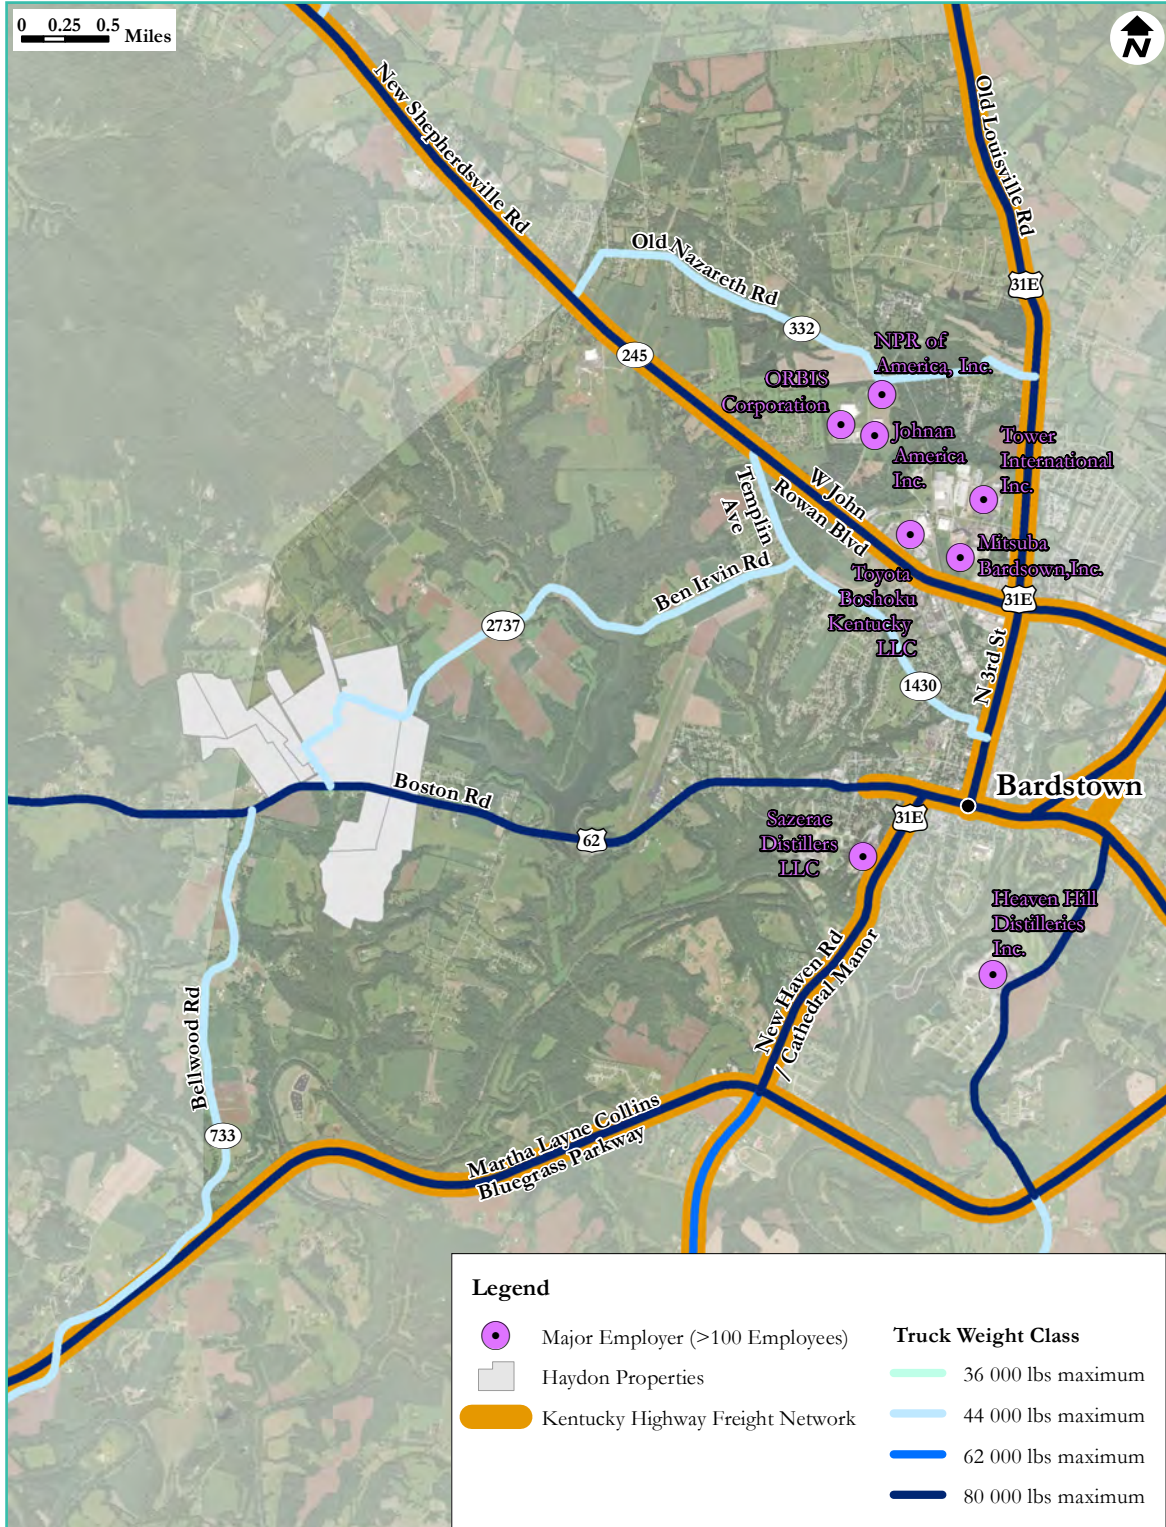 0 0.25 0.5
Miles
N
New Shepherdsville Rd
Old Louisville Rd
31E
Old Nazareth Rd
332
245
NPR of
America, Inc.
ORBIS
Corporation
Johnan
America
Inc.
Tower
International
Inc.
W John
Rowan Blvd
Templin
Ave
Mitsuba
Bardsown,Inc.
Toyota
Boshoku
Kentucky
LLC
Ben Irvin Rd
2737
31E
N 3rd St
1430
Boston Rd
62
Bardstown
31E
Sazerac
Distillers
LLC
Heaven Hill
Distilleries
Inc.
New Haven Rd
/ Cathedral Manor
Bellwood Rd
733
Martha Layne Collins
Bluegrass Parkway
Legend
Major Employer (>100 Employees)
Haydon Properties
Kentucky Highway Freight Network
Truck Weight Class
36 000 lbs maximum
44 000 lbs maximum
62 000 lbs maximum
80 000 lbs maximum